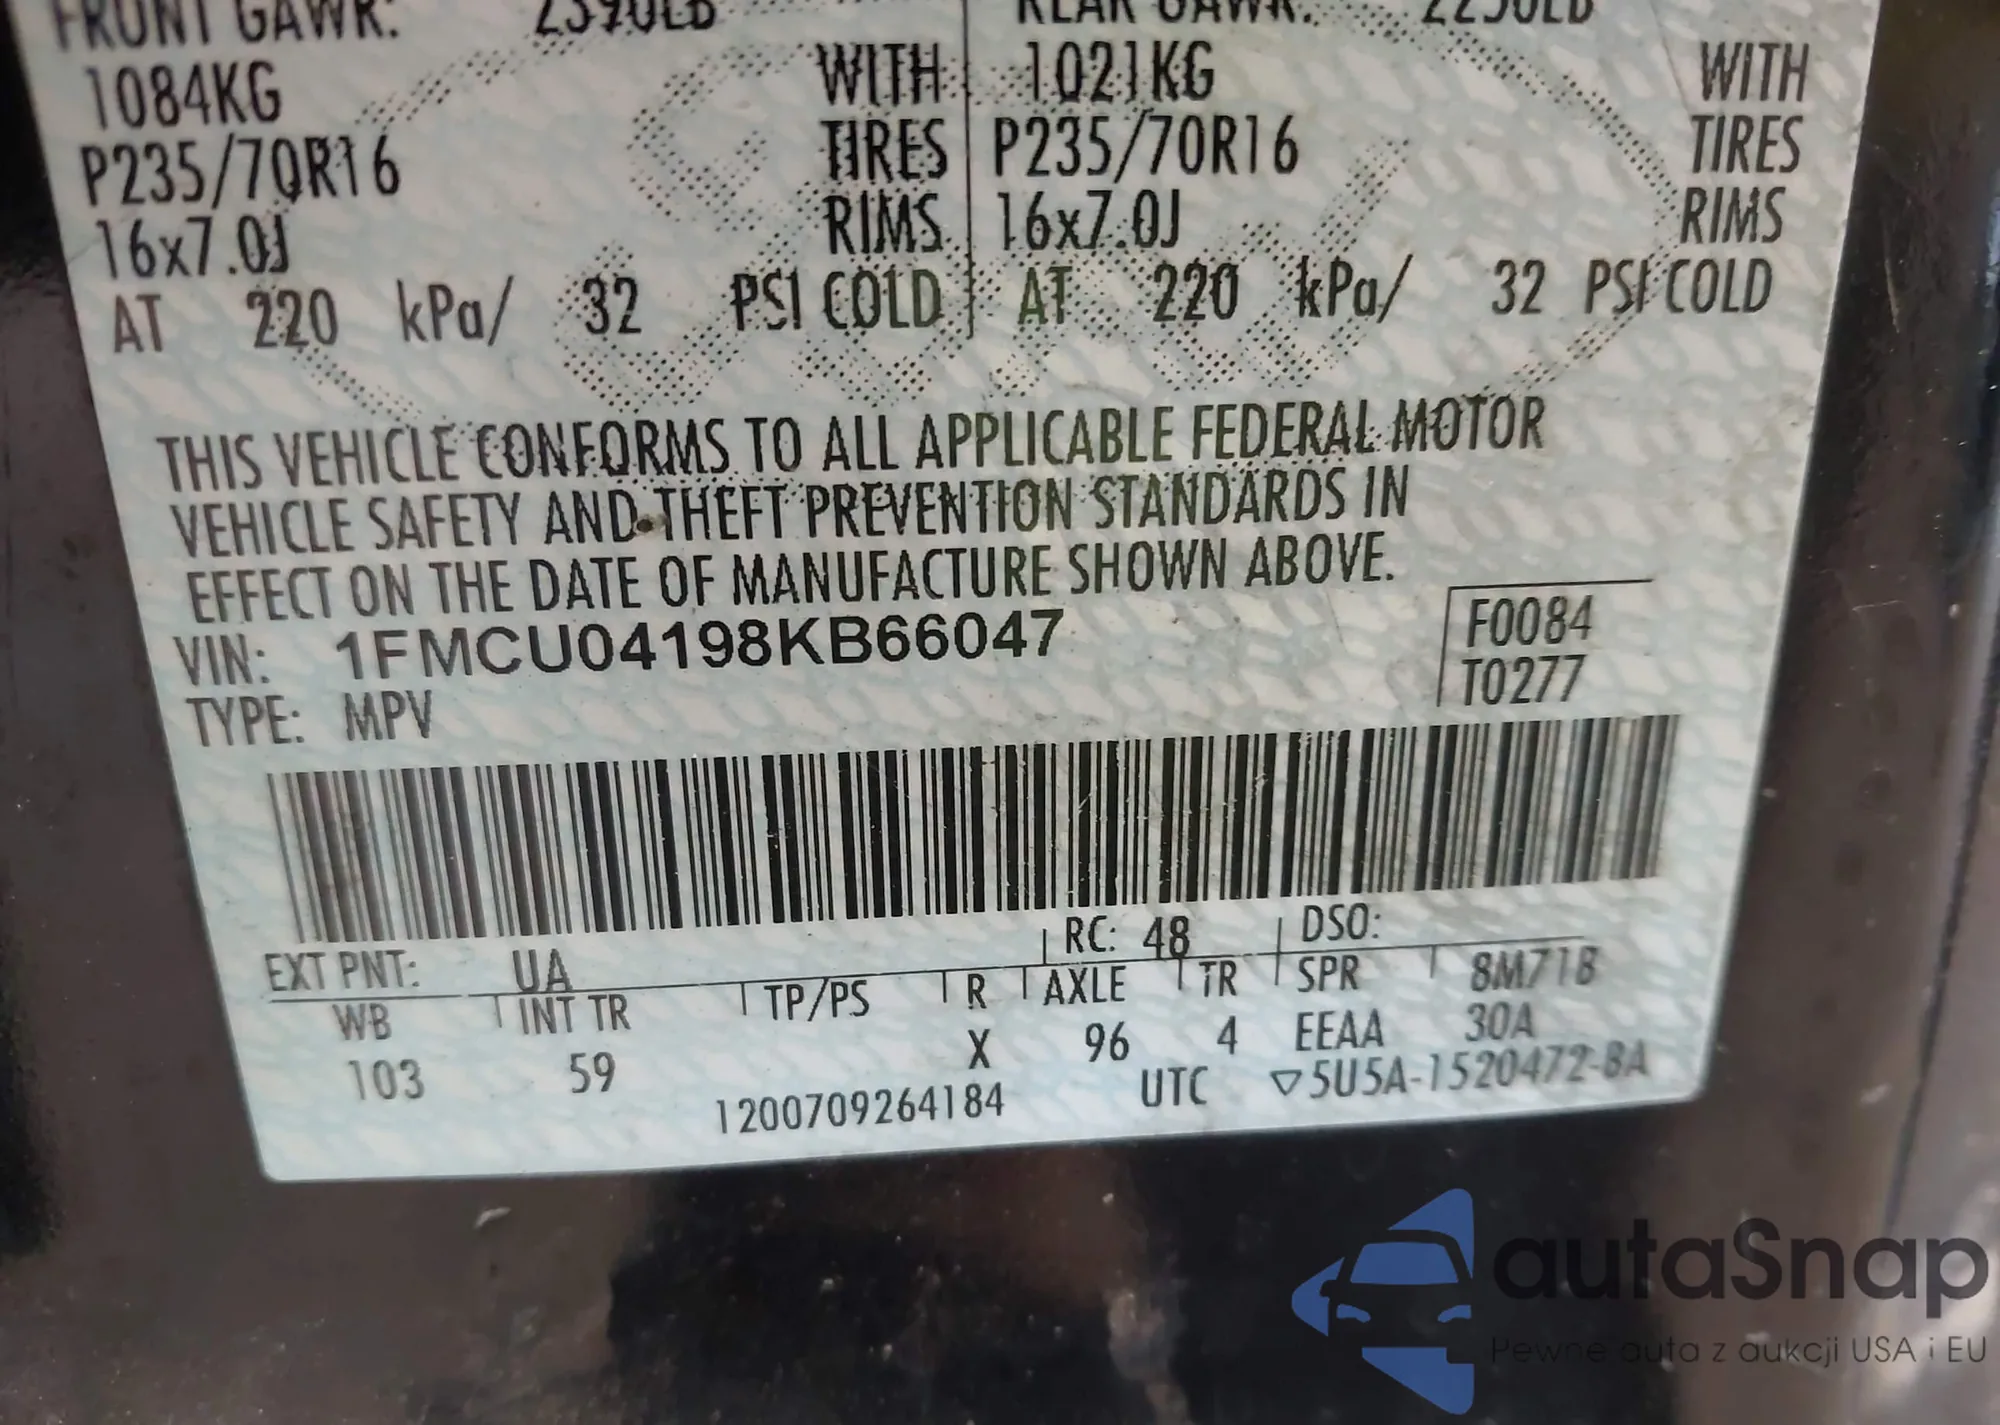 FRONT GAWR: 2390LB REAR GAWR: 2250LB
1084KG WITH 1021KG WITH
P235/70R16 TIRES P235/70R16 TIRES
16x7.0J RIMS 16x7.0J RIMS
AT 220 kPa/ 32 PSI COLD AT 220 kPa/ 32 PSI COLD
THIS VEHICLE CONFORMS TO ALL APPLICABLE FEDERAL MOTOR
VEHICLE SAFETY AND THEFT PREVENTION STANDARDS IN
EFFECT ON THE DATE OF MANUFACTURE SHOWN ABOVE.
VIN: 1FMCU04198KB66047 F0084
TYPE: MPV T0277
EXT PNT: UA RC: 48 DSO:
WB INT TR TP/PS R AXLE TR SPR 8M71B
103 59 X 96 4 EEAA 30A
1200709264184 UTC ▽5U5A-1520472-BA
autaSnap
Pewne auta z aukcji USA i EU